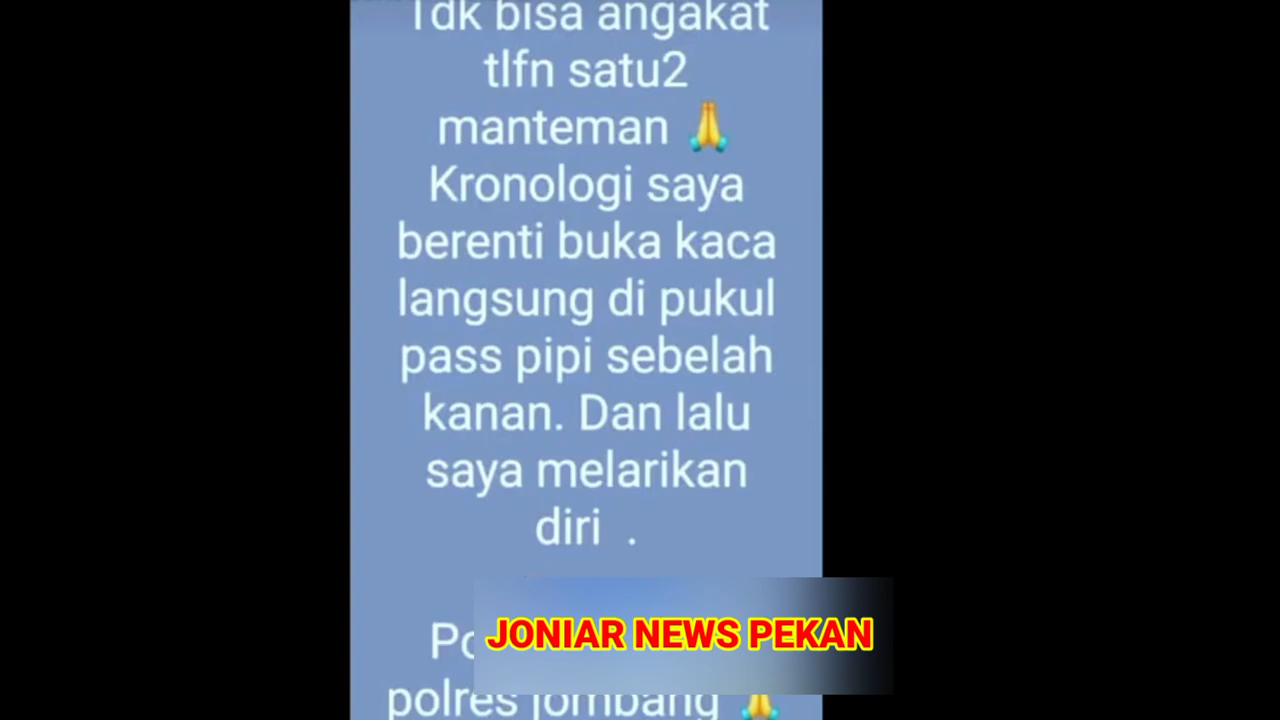 Tdk bisa angakat
tlfn satu2
manteman 🙏
Kronologi saya
berenti buka kaca
langsung di pukul
pass pipi sebelah
kanan. Dan lalu
saya melarikan
diri .
JONIAR NEWS PEKAN
polres jombang 🙏